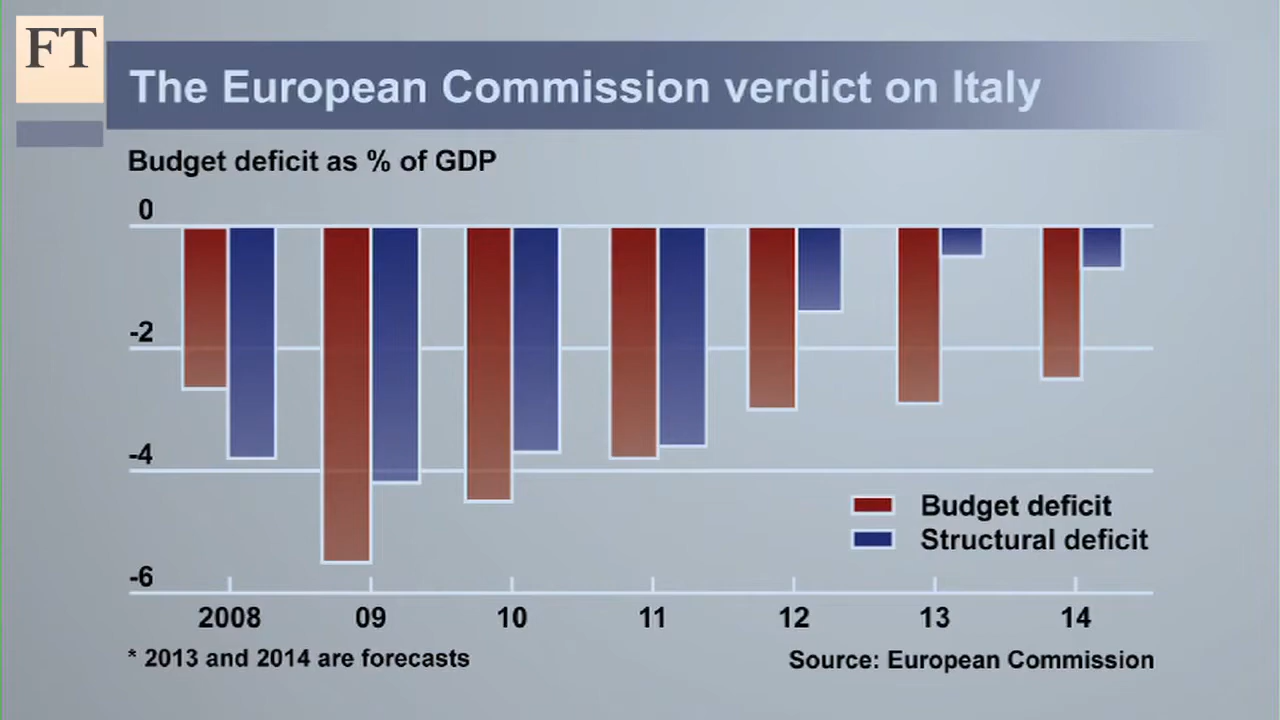 FT
The European Commission verdict on Italy
Budget deficit as % of GDP
0
-2
-4
-6
Budget deficit
Structural deficit
2008 09 10 11 12 13 14
* 2013 and 2014 are forecasts
Source: European Commission